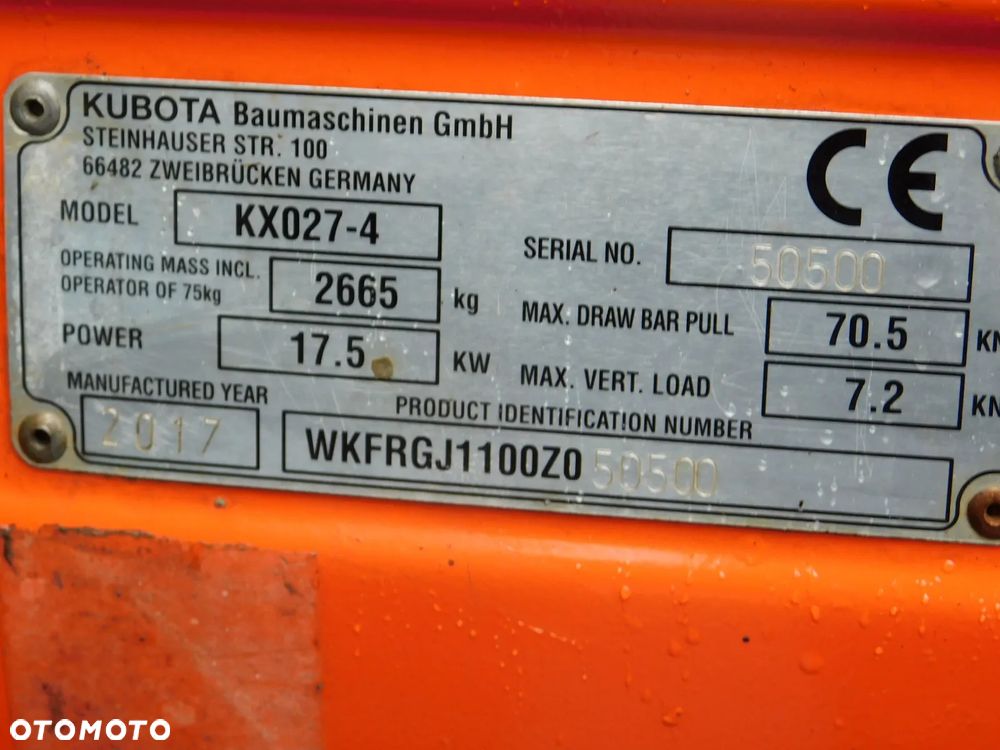 KUBOTA Baumaschinen GmbH
STEINHAUSER STR. 100
66482 ZWEIBRÜCKEN GERMANY
CE
MODEL KX027-4
SERIAL NO. 50500
OPERATING MASS INCL.
OPERATOR OF 75kg 2665 kg
MAX. DRAW BAR PULL 70.5 KN
POWER 17.5 KW
MAX. VERT. LOAD 7.2 KN
MANUFACTURED YEAR
2017
PRODUCT IDENTIFICATION NUMBER
WKFRGJ1100Z050500
OTOMOTO